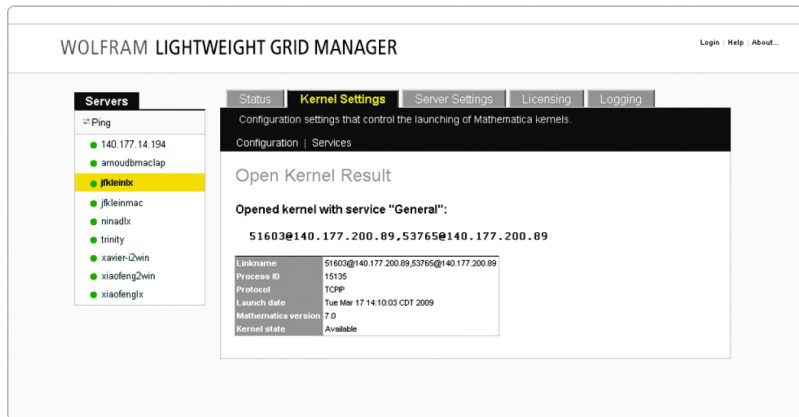 WOLFRAM LIGHTWEIGHT GRID MANAGER
Login | Help | About...
Servers
Ping
140.177.14.194
arnoudbmaclap
jfkleinlx
jfkleinmac
ninadlx
trinity
xavier-i2win
xiaofeng2win
xiaofenglx
Status Kernel Settings Server Settings Licensing Logging
Configuration settings that control the launching of Mathematica kernels.
Configuration | Services
Open Kernel Result
Opened kernel with service "General":
51603@140.177.200.89,53765@140.177.200.89
Linkname 51603@140.177.200.89,53765@140.177.200.89
Process ID 15135
Protocol TCPIP
Launch date Tue Mar 17 14:10:03 CDT 2009
Mathematica version 7.0
Kernel state Available